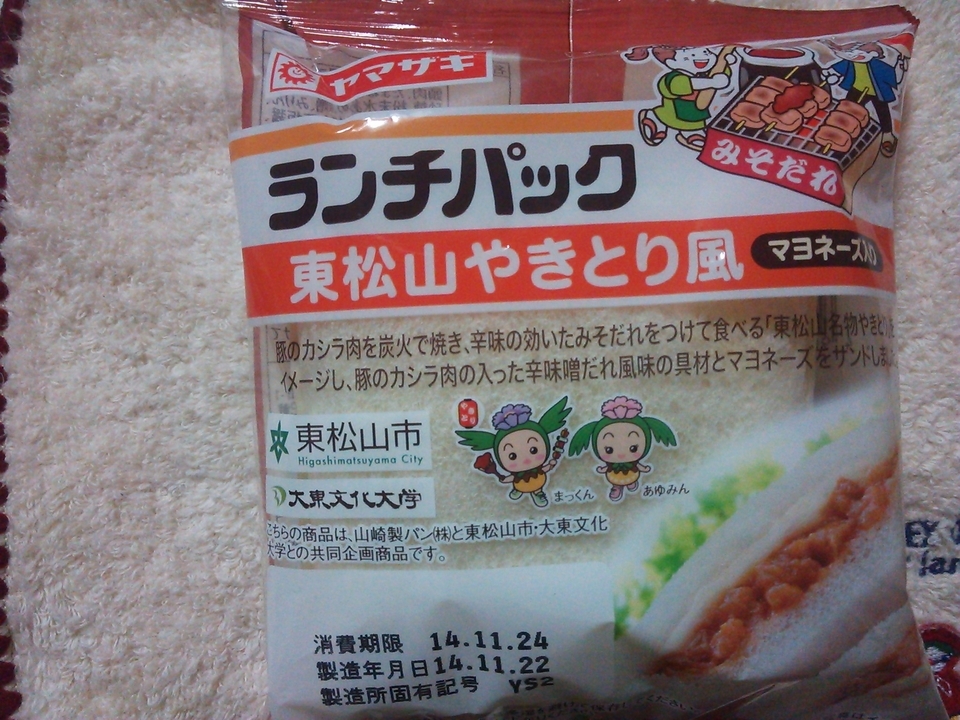 ヤマザキ
みそだれ
ランチパック
東松山やきとり風
マヨネーズ入り
豚のカシラ肉を炭火で焼き、辛味の効いたみそだれをつけて食べる「東松山名物やきとり
イメージし、豚のカシラ肉の入った辛味噌だれ風味の具材とマヨネーズをサンドしま
東松山市
Higashimatsuyama City
大東文化大学
まっくん
あゆみん
こちらの商品は、山崎製パン㈱と東松山市・大東文化
大学との共同企画商品です。
消費期限 14.11.24
製造年月日 14.11.22
製造所固有記号 YS2